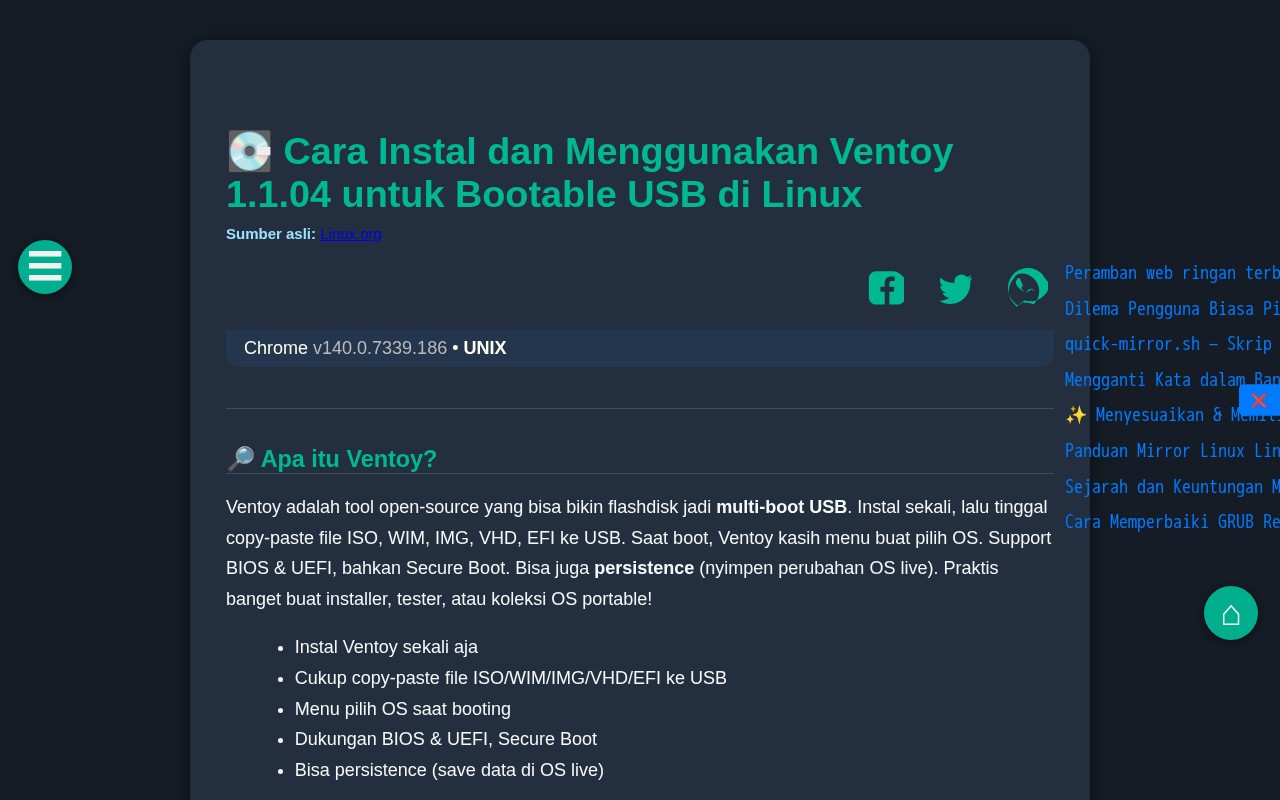 Cara Instal dan Menggunakan Ventoy
1.1.04 untuk Bootable USB di Linux
Sumber asli: Linux.org
Chrome v140.0.7339.186 • UNIX
Apa itu Ventoy?
Ventoy adalah tool open-source yang bisa bikin flashdisk jadi multi-boot USB. Instal sekali, lalu tinggal
copy-paste file ISO, WIM, IMG, VHD, EFI ke USB. Saat boot, Ventoy kasih menu buat pilih OS. Support
BIOS & UEFI, bahkan Secure Boot. Bisa juga persistence (nyimpen perubahan OS live). Praktis
banget buat installer, tester, atau koleksi OS portable!
• Instal Ventoy sekali aja
• Cukup copy-paste file ISO/WIM/IMG/VHD/EFI ke USB
• Menu pilih OS saat booting
• Dukungan BIOS & UEFI, Secure Boot
• Bisa persistence (save data di OS live)
Peramban web ringan terb
Dilema Pengguna Biasa Pi
quick-mirror.sh – Skrip
Mengganti Kata dalam Ban
✨ Menyesuaikan &
Panduan Mirror Linux Lin
Sejarah dan Keuntungan M
Cara Memperbaiki GRUB Re